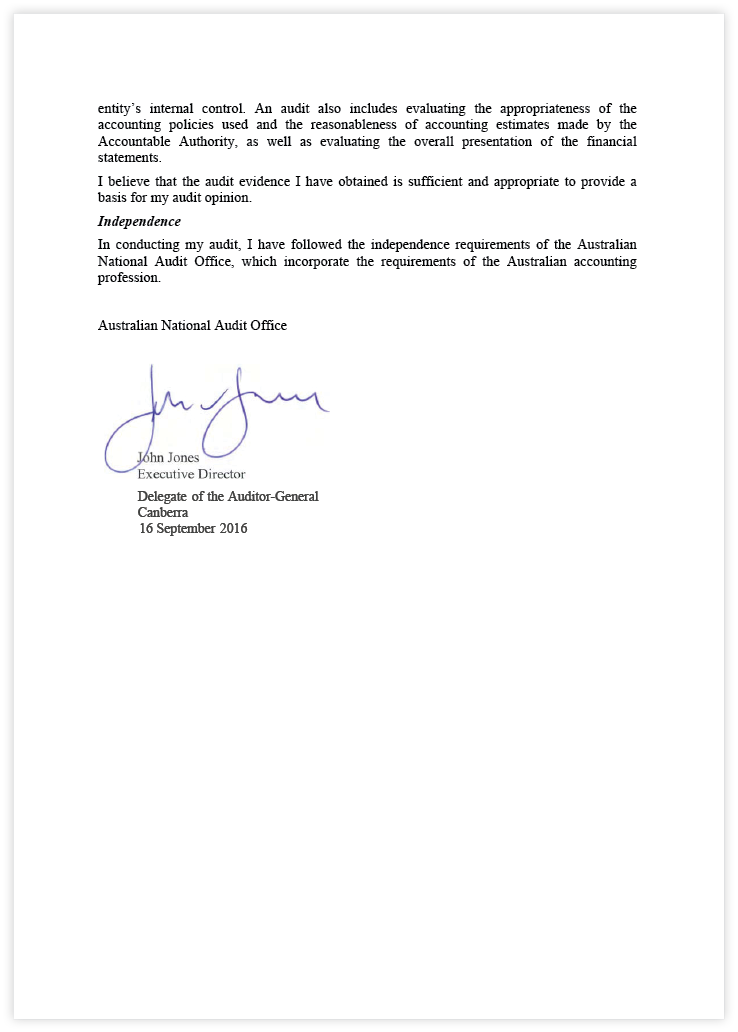 entity’s internal control. An audit also includes evaluating the appropriateness of the
accounting policies used and the reasonableness of accounting estimates made by the
Accountable Authority, as well as evaluating the overall presentation of the financial
statements.
I believe that the audit evidence I have obtained is sufficient and appropriate to provide a
basis for my audit opinion.
Independence
In conducting my audit, I have followed the independence requirements of the Australian
National Audit Office, which incorporate the requirements of the Australian accounting
profession.
Australian National Audit Office
John Jones
Executive Director
Delegate of the Auditor-General
Canberra
16 September 2016